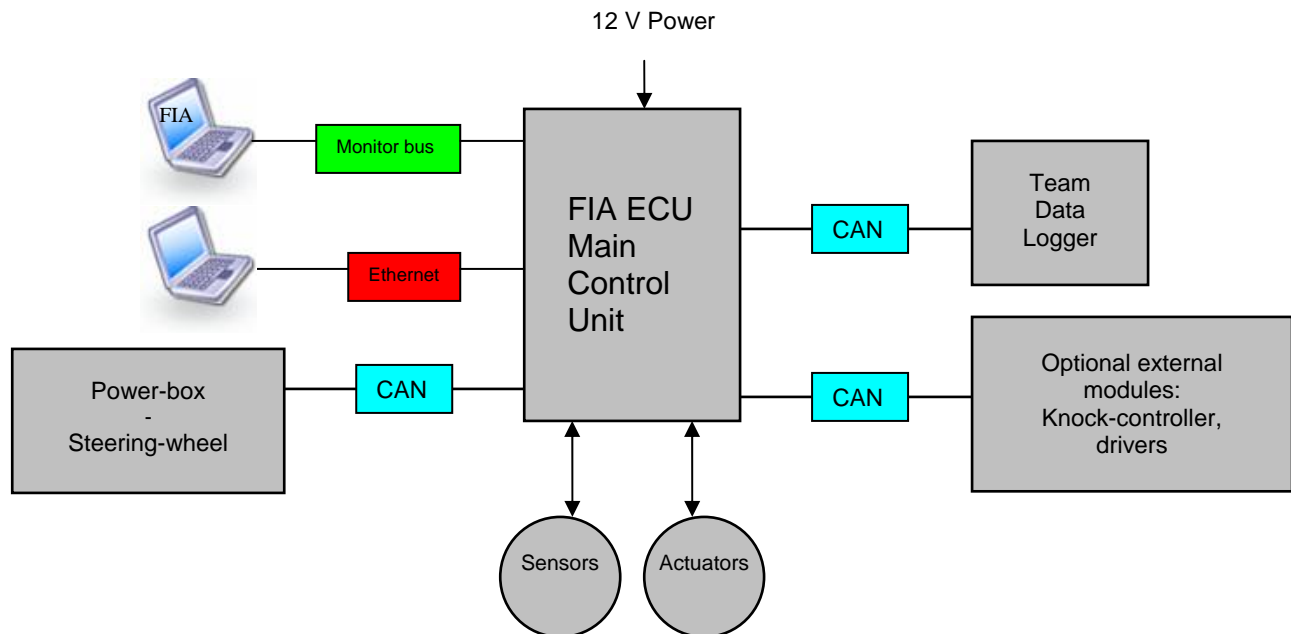 12 V Power
FIA
Monitor bus
Ethernet
FIA ECU
Main
Control
Unit
CAN
Team
Data
Logger
Power-box
-
Steering-wheel
CAN
CAN
Optional external
modules:
Knock-controller,
drivers
Sensors
Actuators